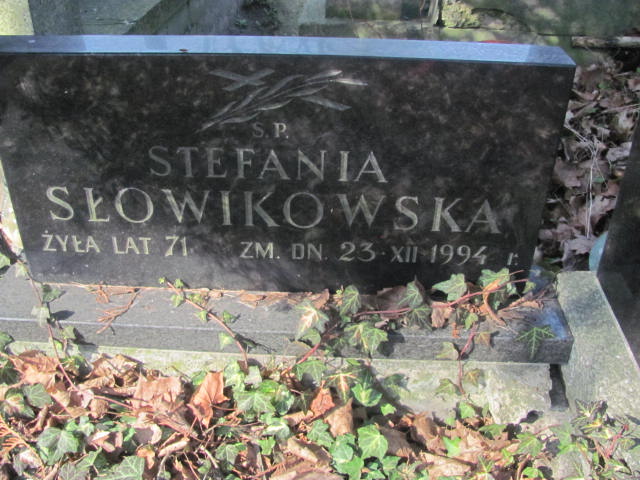 Ś.P.
STEFANIA
SŁOWIKOWSKA
ŻYŁA LAT 71 ZM. DN. 23·XII·1994 r.